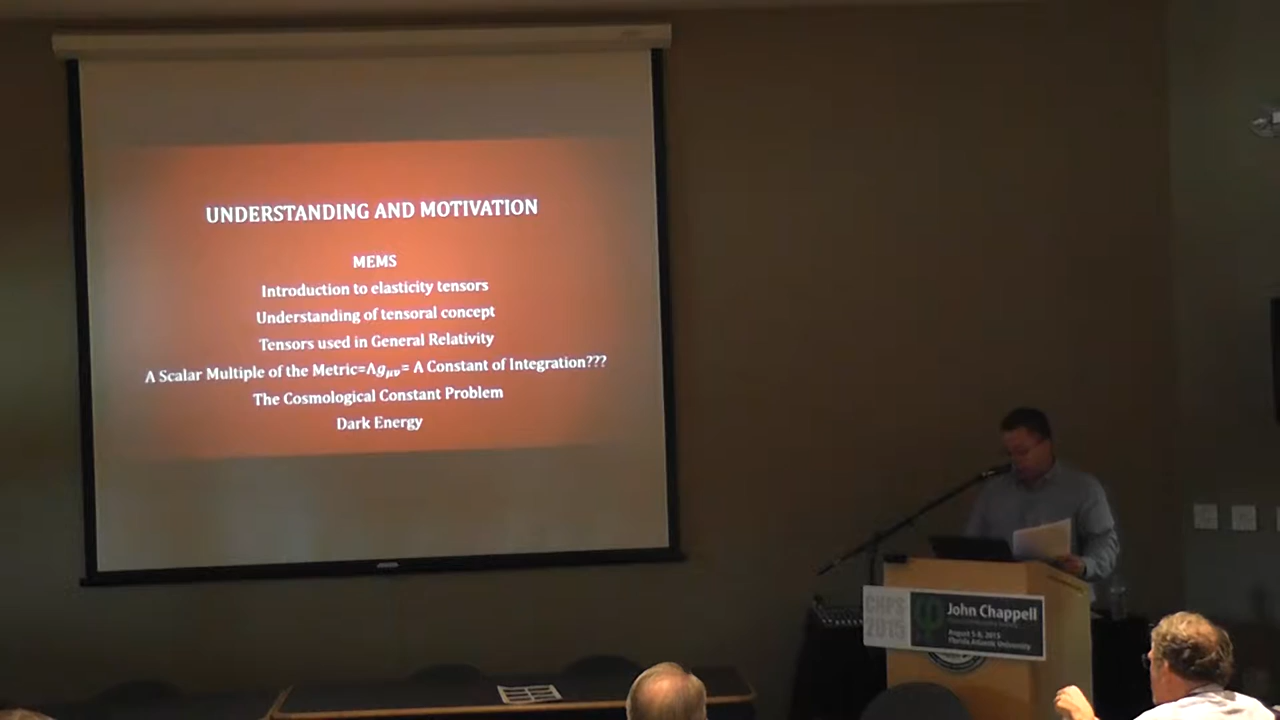 UNDERSTANDING AND MOTIVATION
MEMS
Introduction to elasticity tensors
Understanding of tensoral concept
Tensors used in General Relativity
A Scalar Multiple of the Metric=Λgμν= A Constant of Integration???
The Cosmological Constant Problem
Dark Energy
CNPS
2015
John Chappell
August 5-8, 2015
Florida Atlantic University